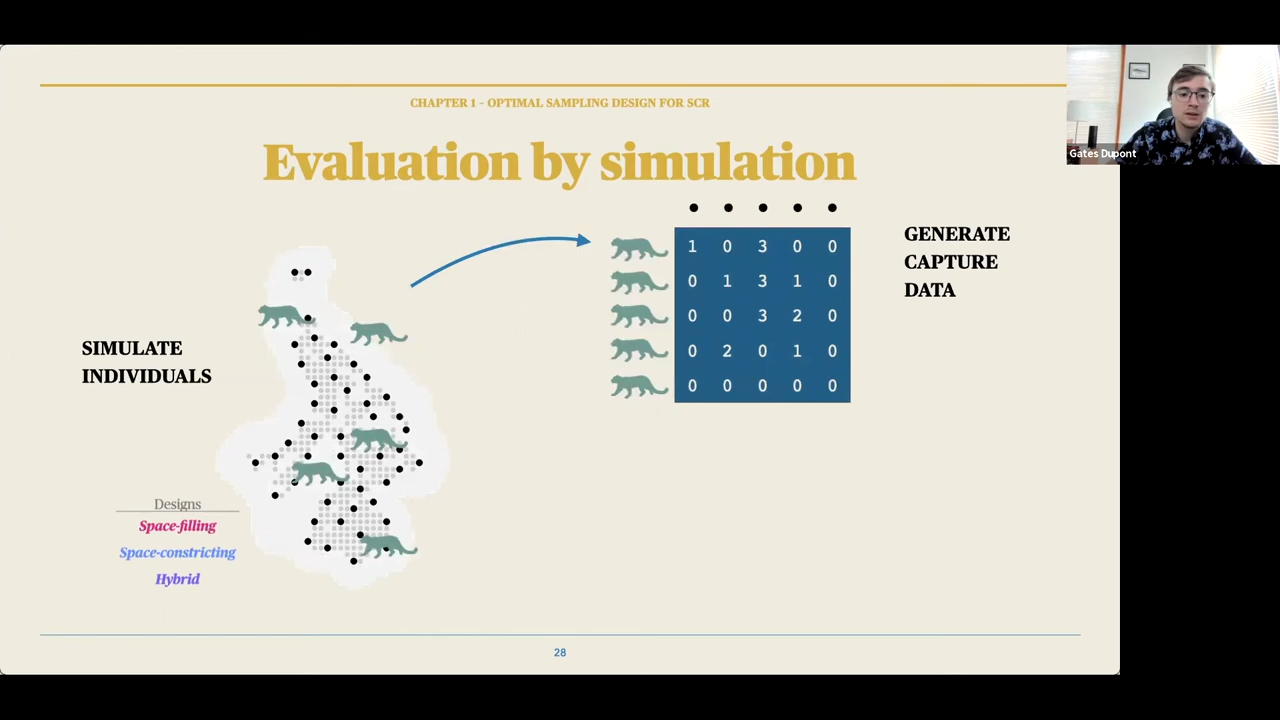 CHAPTER 1 - OPTIMAL SAMPLING DESIGN FOR SCR
Evaluation by simulation
Gates Dupont
SIMULATE
INDIVIDUALS
1 0 3 0 0
0 1 3 1 0
0 0 3 2 0
0 2 0 1 0
0 0 0 0 0
GENERATE
CAPTURE
DATA
Designs
Space-filling
Space-constricting
Hybrid
28